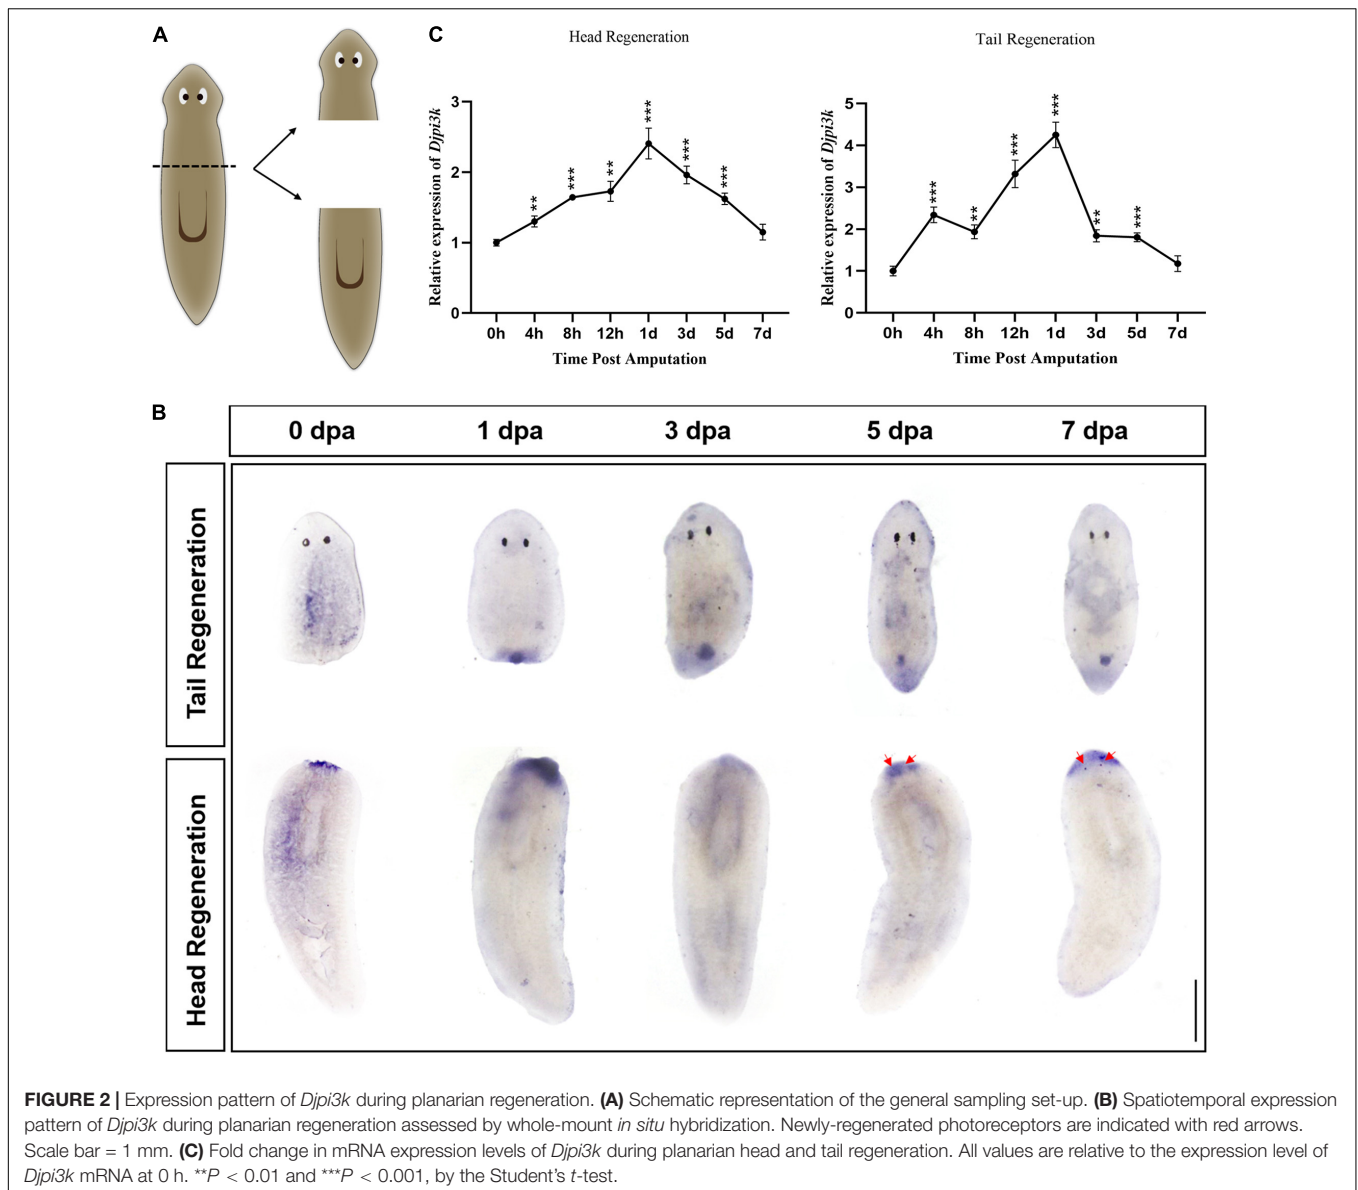 A
C
Head Regeneration
Tail Regeneration
Relative expression of Djpi3k
3
2
1
0
**
***
**
***
***
***
0h 4h 8h 12h 1d 3d 5d 7d
Time Post Amputation
Relative expression of Djpi3k
5
4
3
2
1
0
***
**
***
***
**
***
0h 4h 8h 12h 1d 3d 5d 7d
Time Post Amputation
B
0 dpa 1 dpa 3 dpa 5 dpa 7 dpa
Tail Regeneration
Head Regeneration
FIGURE 2 | Expression pattern of Djpi3k during planarian regeneration. (A) Schematic representation of the general sampling set-up. (B) Spatiotemporal expression
pattern of Djpi3k during planarian regeneration assessed by whole-mount in situ hybridization. Newly-regenerated photoreceptors are indicated with red arrows.
Scale bar = 1 mm. (C) Fold change in mRNA expression levels of Djpi3k during planarian head and tail regeneration. All values are relative to the expression level of
Djpi3k mRNA at 0 h. **P < 0.01 and ***P < 0.001, by the Student's t-test.